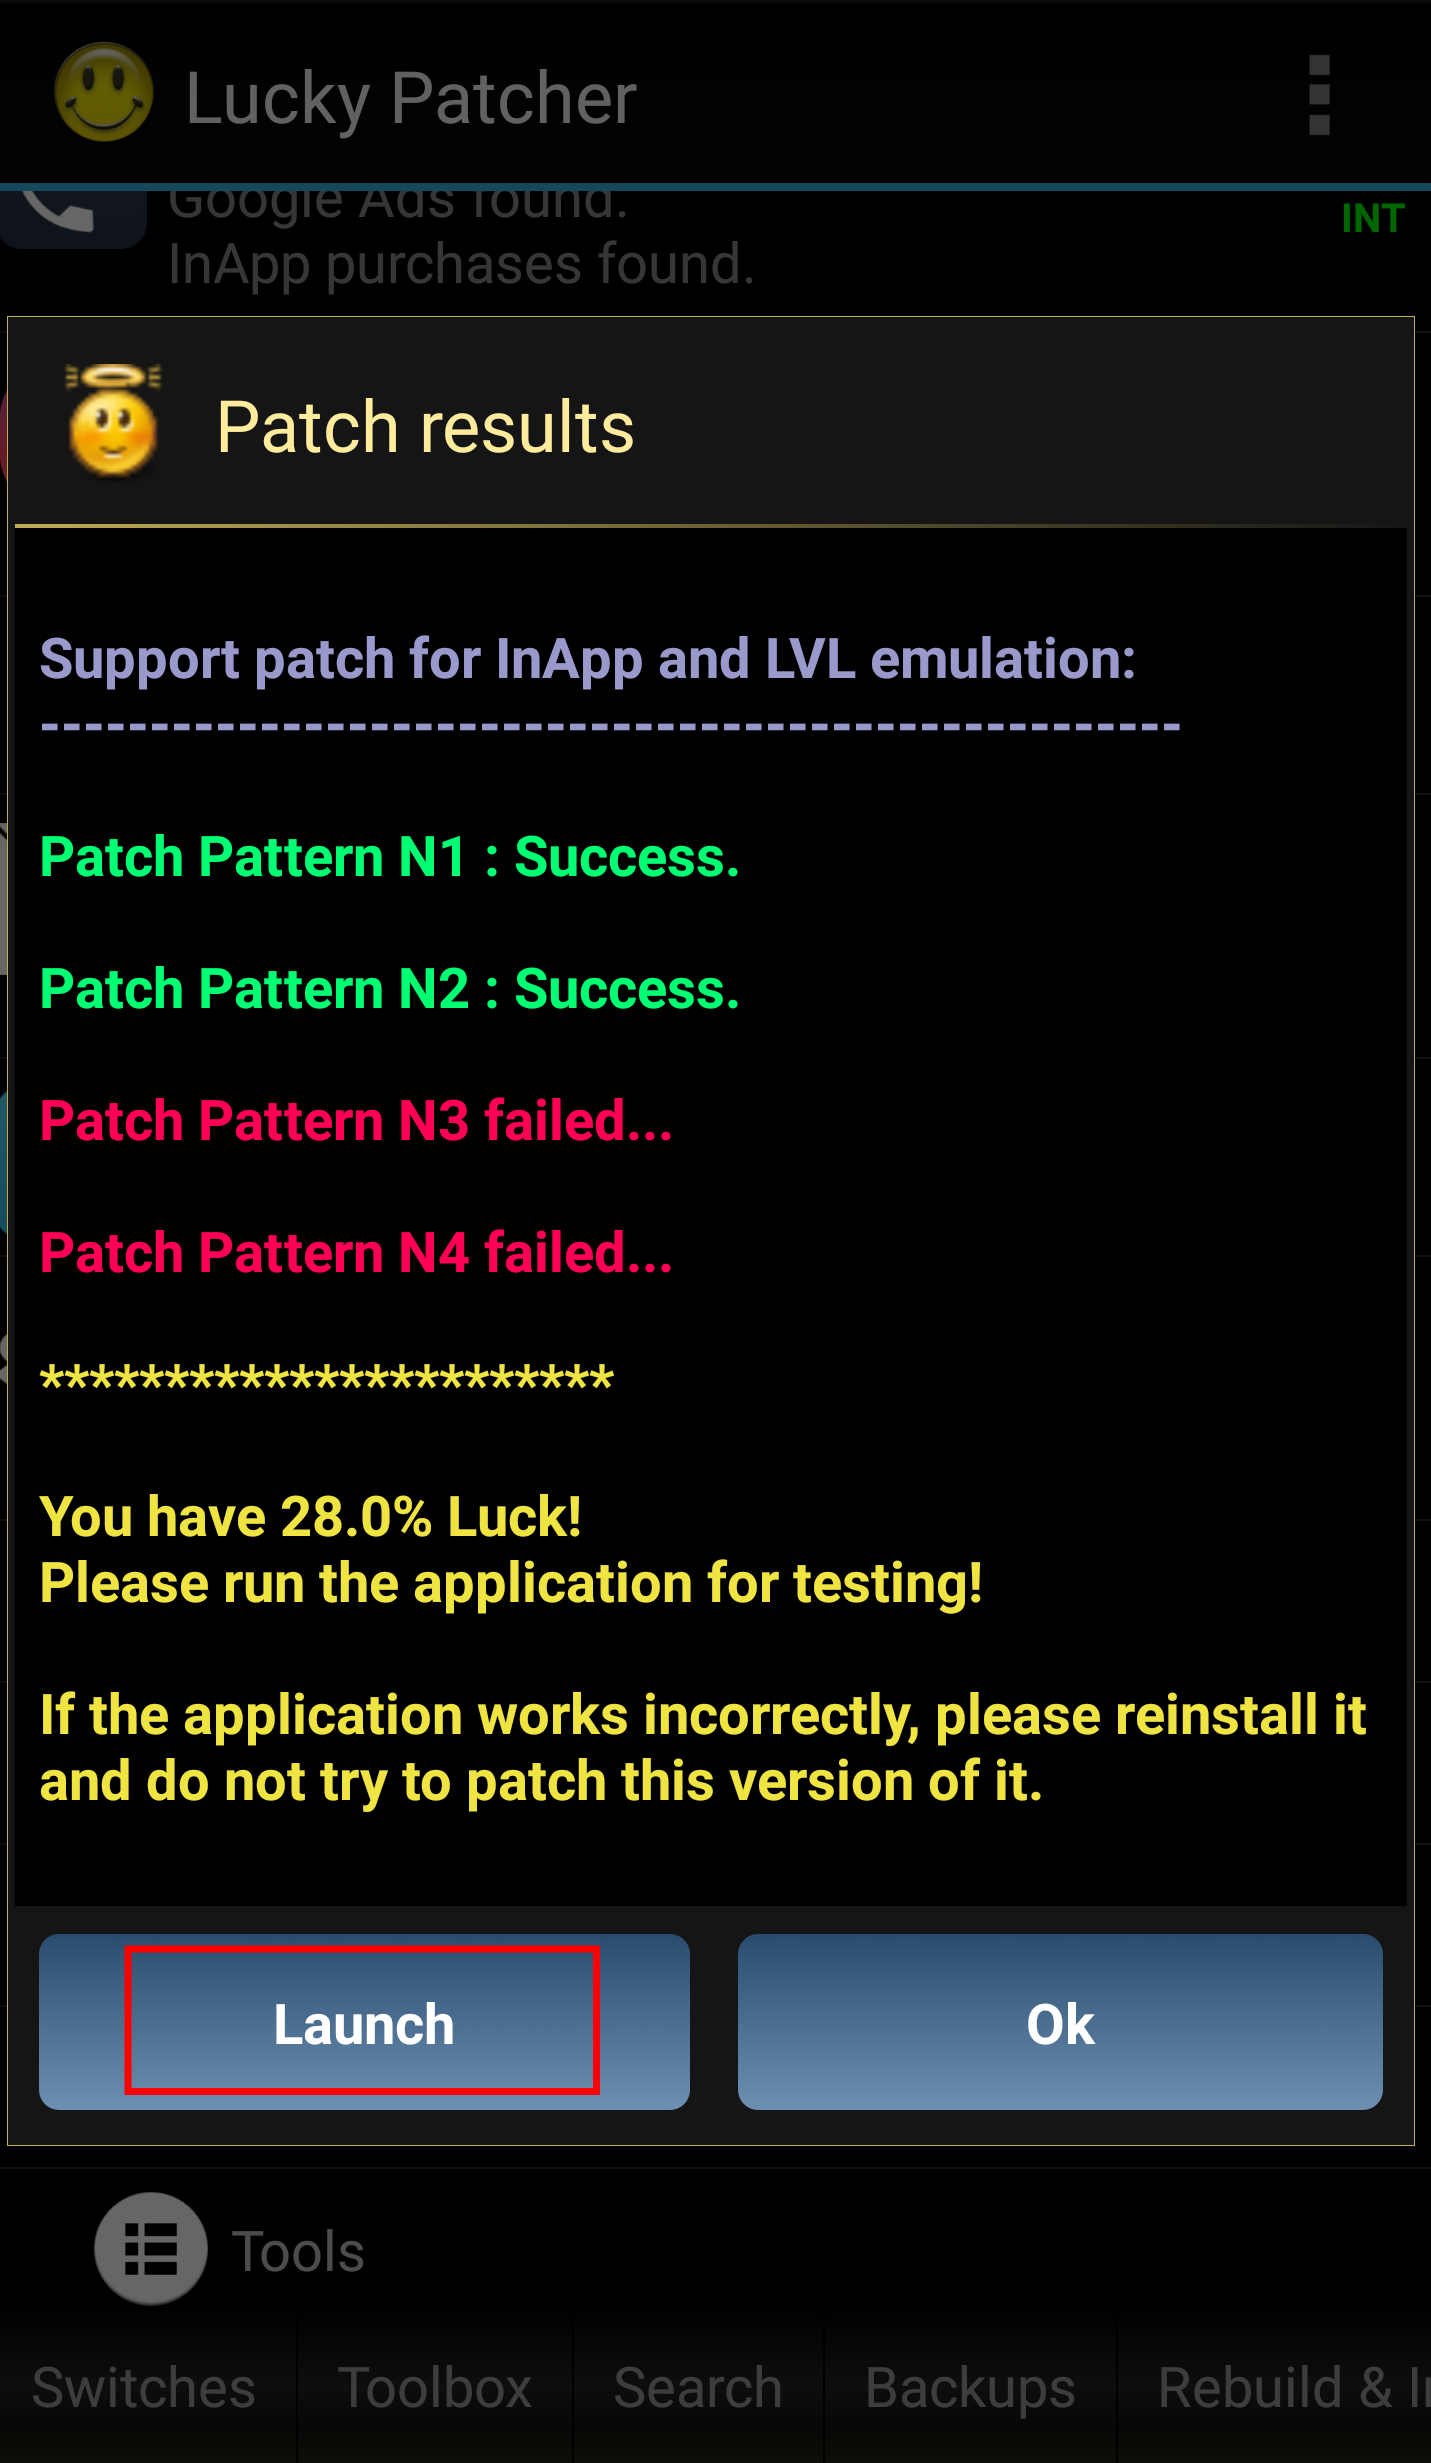 Lucky Patcher
Google Ads found.
INT
InApp purchases found.
Patch results
Support patch for InApp and LVL emulation:
----------------------------------------------------
Patch Pattern N1 : Success.
Patch Pattern N2 : Success.
Patch Pattern N3 failed...
Patch Pattern N4 failed...
***********************
You have 28.0% Luck!
Please run the application for testing!
If the application works incorrectly, please reinstall it
and do not try to patch this version of it.
Launch
Ok
Tools
Switches
Toolbox
Search
Backups
Rebuild &